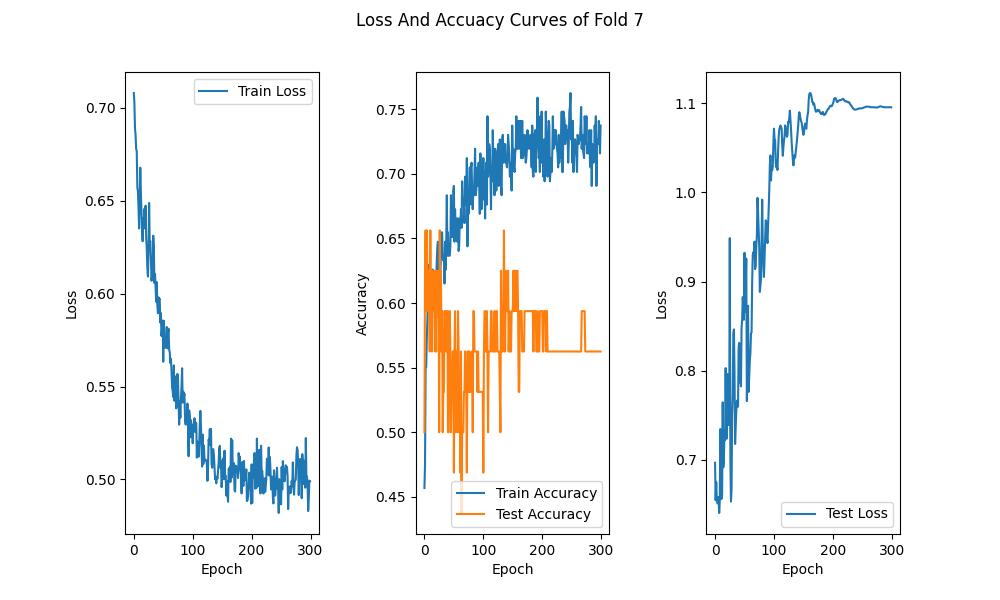 Loss And Accuacy Curves of Fold 7
Loss
0.70
0.65
0.60
0.55
0.50
0 100 200 300
Epoch
Train Loss
Accuracy
0.75
0.70
0.65
0.60
0.55
0.50
0.45
0 100 200 300
Epoch
Train Accuracy
Test Accuracy
Loss
1.1
1.0
0.9
0.8
0.7
0 100 200 300
Epoch
Test Loss